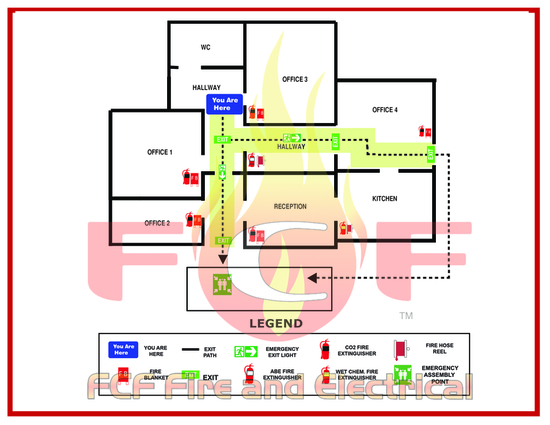 WC
HALLWAY
OFFICE 3
You Are
Here
OFFICE 4
EXIT
HALLWAY
OFFICE 1
RECEPTION
KITCHEN
OFFICE 2
EXIT
FCF
TM
LEGEND
You Are
Here
YOU ARE
HERE
EXIT
PATH
EMERGENCY
EXIT LIGHT
CO2 FIRE
EXTINGUISHER
FIRE HOSE
REEL
FIRE
BLANKET
EXIT
EXIT
ABE FIRE
EXTINGUISHER
WET CHEM. FIRE
EXTINGUISHER
EMERGENCY
ASSEMBLY
POINT
FCF Fire and Electrical